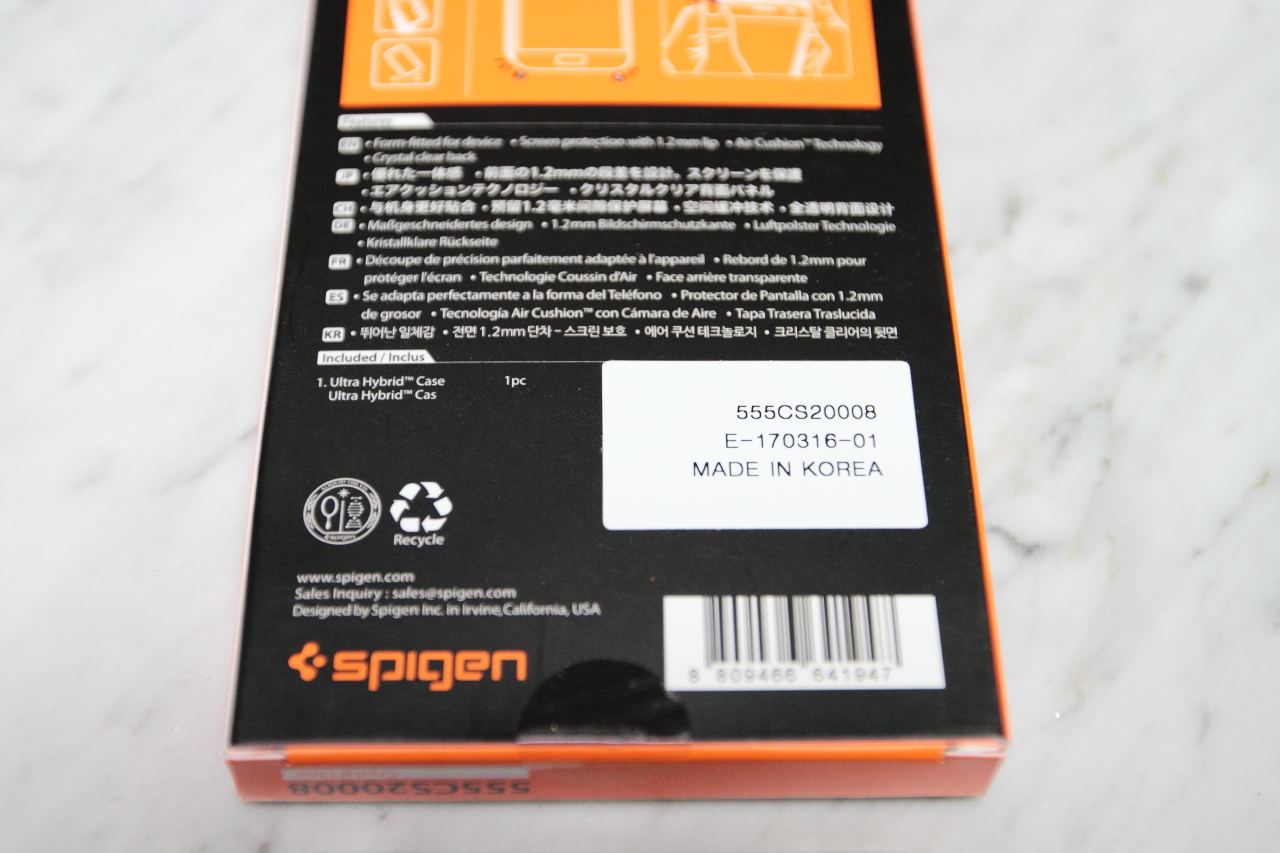 Features
EN • Form-fitted for device • Screen protection with 1.2mm lip • Air Cushion™ Technology
• Crystal clear back
JP • 優れた一体感 • 前面の1.2mmの段差を設計、スクリーンを保護
• エアクッションテクノロジー • クリスタルクリア背面パネル
CH • 与机身更好贴合 • 预留1.2毫米间隙保护屏幕 • 空间缓冲技术 • 全透明背面设计
DE • Maßgeschneidertes design • 1.2mm Bildschirmschutzkante • Luftpolster Technologie
• Kristallklare Rückseite
FR • Découpe de précision parfaitement adaptée à l'appareil • Rebord de 1.2mm pour
protéger l'écran • Technologie Coussin d'Air • Face arrière transparente
ES • Se adapta perfectamente a la forma del Teléfono • Protector de Pantalla con 1.2mm
de grosor • Tecnología Air Cushion™ con Cámara de Aire • Tapa Trasera Traslucida
KR • 뛰어난 일체감 • 전면 1.2mm 단차 - 스크린 보호 • 에어 쿠션 테크놀로지 • 크리스탈 클리어의 뒷면
Included / Inclus
1. Ultra Hybrid™ Case 1pc
Ultra Hybrid™ Cas
555CS20008
E-170316-01
MADE IN KOREA
Recycle
www.spigen.com
Sales Inquiry : sales@spigen.com
Designed by Spigen Inc. in Irvine, California, USA
spigen
8 809466 641947
Crystal Clear
555CS20008